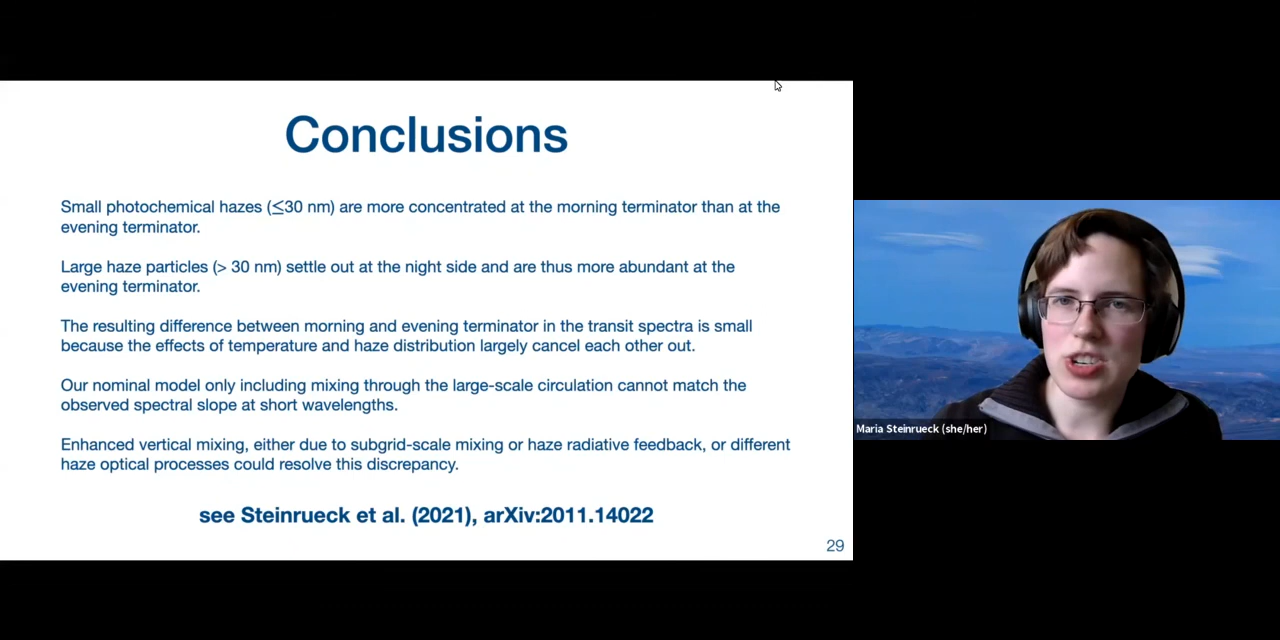 Conclusions
Small photochemical hazes (≤30 nm) are more concentrated at the morning terminator than at the
evening terminator.
Large haze particles (> 30 nm) settle out at the night side and are thus more abundant at the
evening terminator.
The resulting difference between morning and evening terminator in the transit spectra is small
because the effects of temperature and haze distribution largely cancel each other out.
Our nominal model only including mixing through the large-scale circulation cannot match the
observed spectral slope at short wavelengths.
Enhanced vertical mixing, either due to subgrid-scale mixing or haze radiative feedback, or different
haze optical processes could resolve this discrepancy.
see Steinrueck et al. (2021), arXiv:2011.14022
29
Maria Steinrueck (she/her)